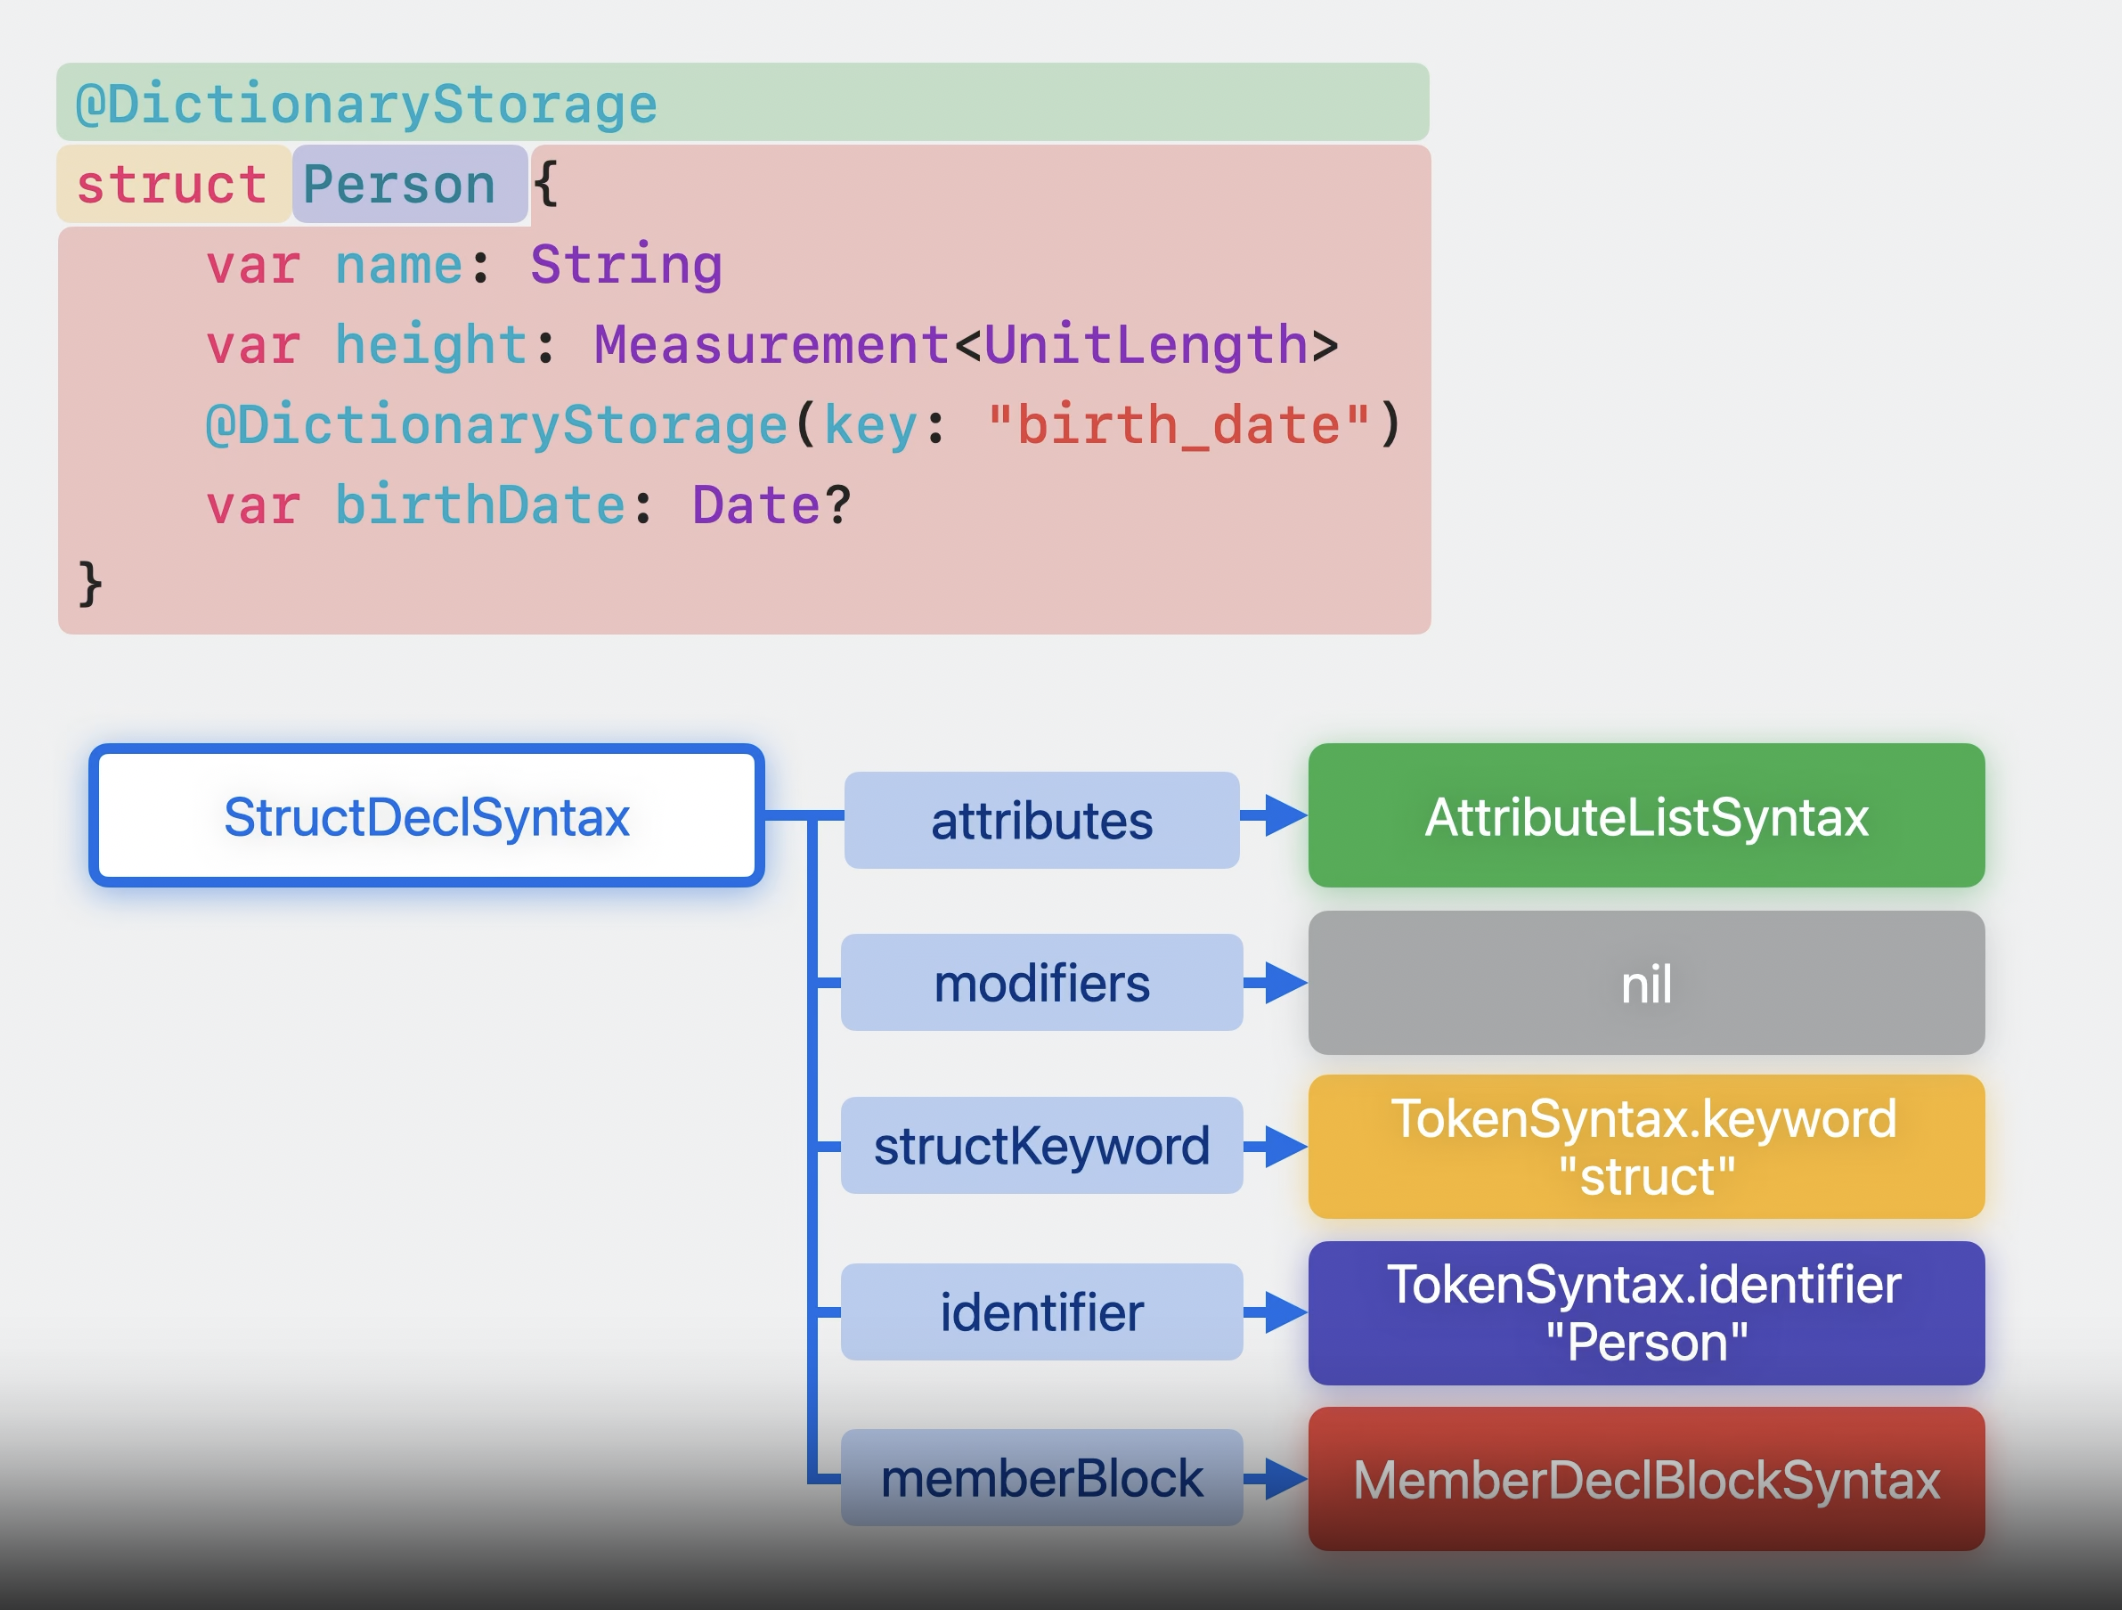 @DictionaryStorage
struct Person {
    var name: String
    var height: Measurement<UnitLength>
    @DictionaryStorage(key: "birth_date")
    var birthDate: Date?
}
StructDeclSyntax
attributes
AttributeListSyntax
modifiers
nil
structKeyword
TokenSyntax.keyword
"struct"
identifier
TokenSyntax.identifier
"Person"
memberBlock
MemberDeclBlockSyntax